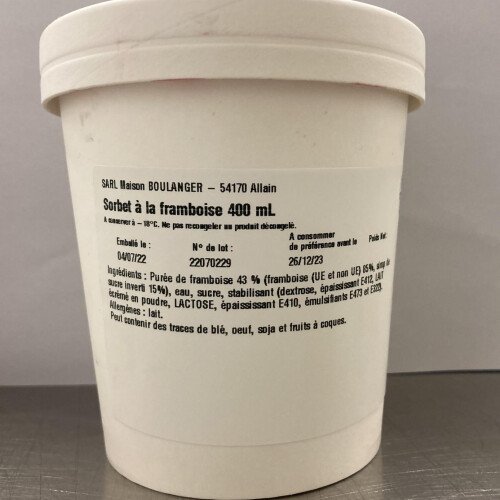 SARL Maison BOULANGER – 54170 Allain
Sorbet à la framboise 400 mL
A conserver à – 18°C. Ne pas recongeler un produit décongelé.
Emballé le : N° de lot : A consommer de préférence avant le Poids Net:
04/07/22 22070229 26/12/23
Ingrédients : Purée de framboise 43 % (framboise (UE et non UE) 85%, sirop de
sucre inverti 15%), eau, sucre, stabilisant (dextrose, épaississant E412, LAIT
écrémé en poudre, LACTOSE, épaississant E410, émulsifiants E473 et
Allergènes : lait.
Peut contenir des traces de blé, oeuf, soja et fruits à coques.